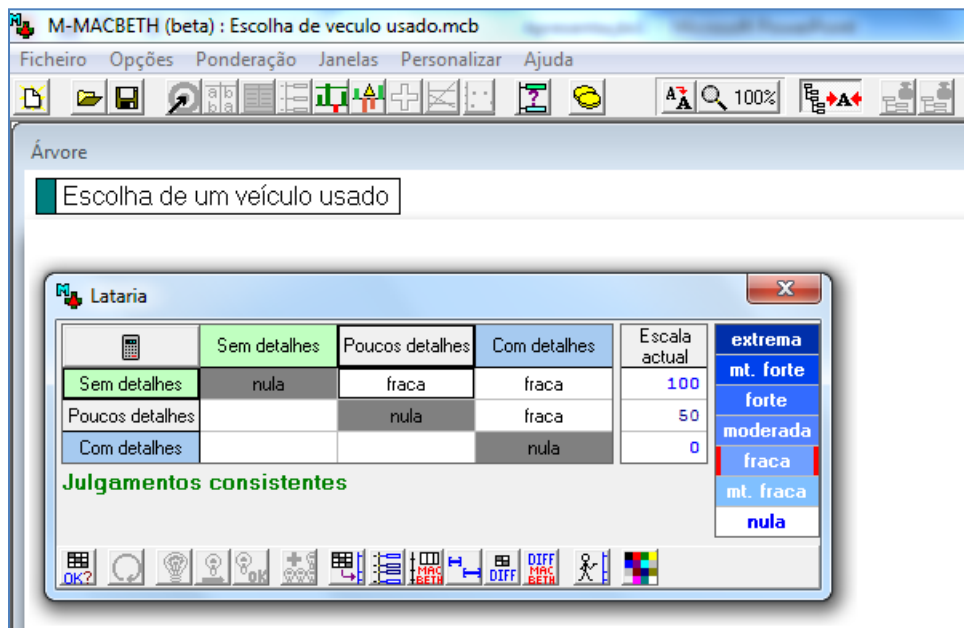 M-MACBETH (beta) : Escolha de veculo usado.mcb
Ficheiro Opções Ponderação Janelas Personalizar Ajuda
100%
Árvore
Escolha de um veículo usado
Lataria
Sem detalhes Poucos detalhes Com detalhes Escala actual extrema
Sem detalhes nula fraca fraca 100 mt. forte
Poucos detalhes nula fraca 50 forte
Com detalhes nula 0 moderada
Julgamentos consistentes fraca
mt. fraca
nula
OK? OK MAC BETH DIFF DIFF MAC BETH